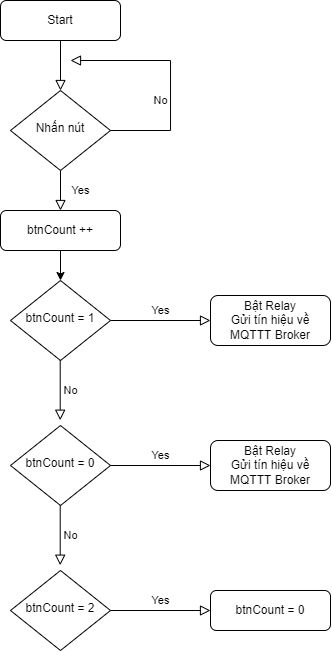 Start
No
Nhấn nút
Yes
btnCount ++
btnCount = 1
Yes
Bật Relay
Gửi tín hiệu về
MQTTT Broker
No
btnCount = 0
Yes
Bật Relay
Gửi tín hiệu về
MQTTT Broker
No
btnCount = 2
Yes
btnCount = 0